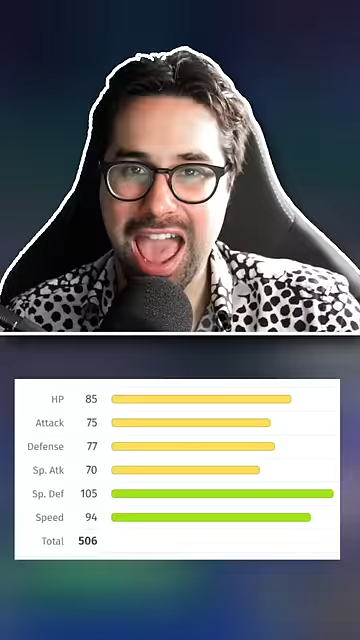 HP 85
Attack 75
Defense 77
Sp. Atk 70
Sp. Def 105
Speed 94
Total 506